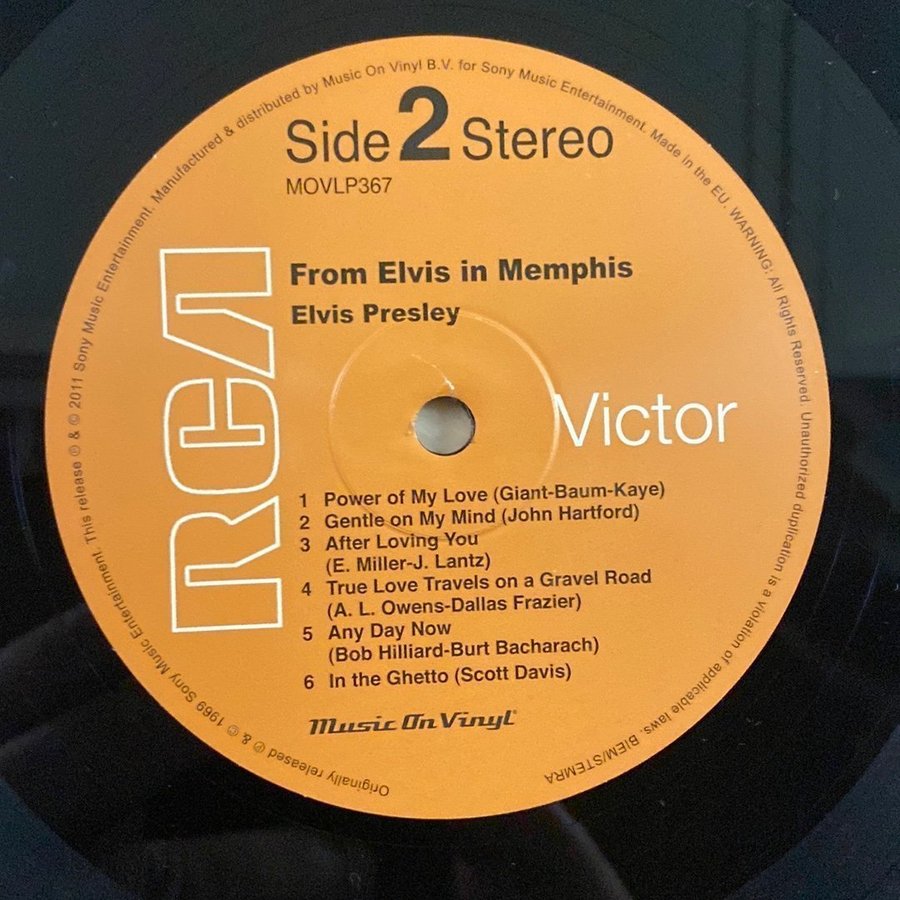 Side 2 Stereo
MOVLP367
From Elvis in Memphis
Elvis Presley
RCA
Victor
1 Power of My Love (Giant-Baum-Kaye)
2 Gentle on My Mind (John Hartford)
3 After Loving You
(E. Miller-J. Lantz)
4 True Love Travels on a Gravel Road
(A. L. Owens-Dallas Frazier)
5 Any Day Now
(Bob Hilliard-Burt Bacharach)
6 In the Ghetto (Scott Davis)
Music On Vinyl
Originally released ℗ & © 1969 Sony Music Entertainment. This release ℗ & © 2011 Sony Music Entertainment. Manufactured & distributed by Music On Vinyl B.V. for Sony Music Entertainment. Made in the EU. WARNING: All Rights Reserved. Unauthorized duplication is a violation of applicable laws. BIEM/STEMRA